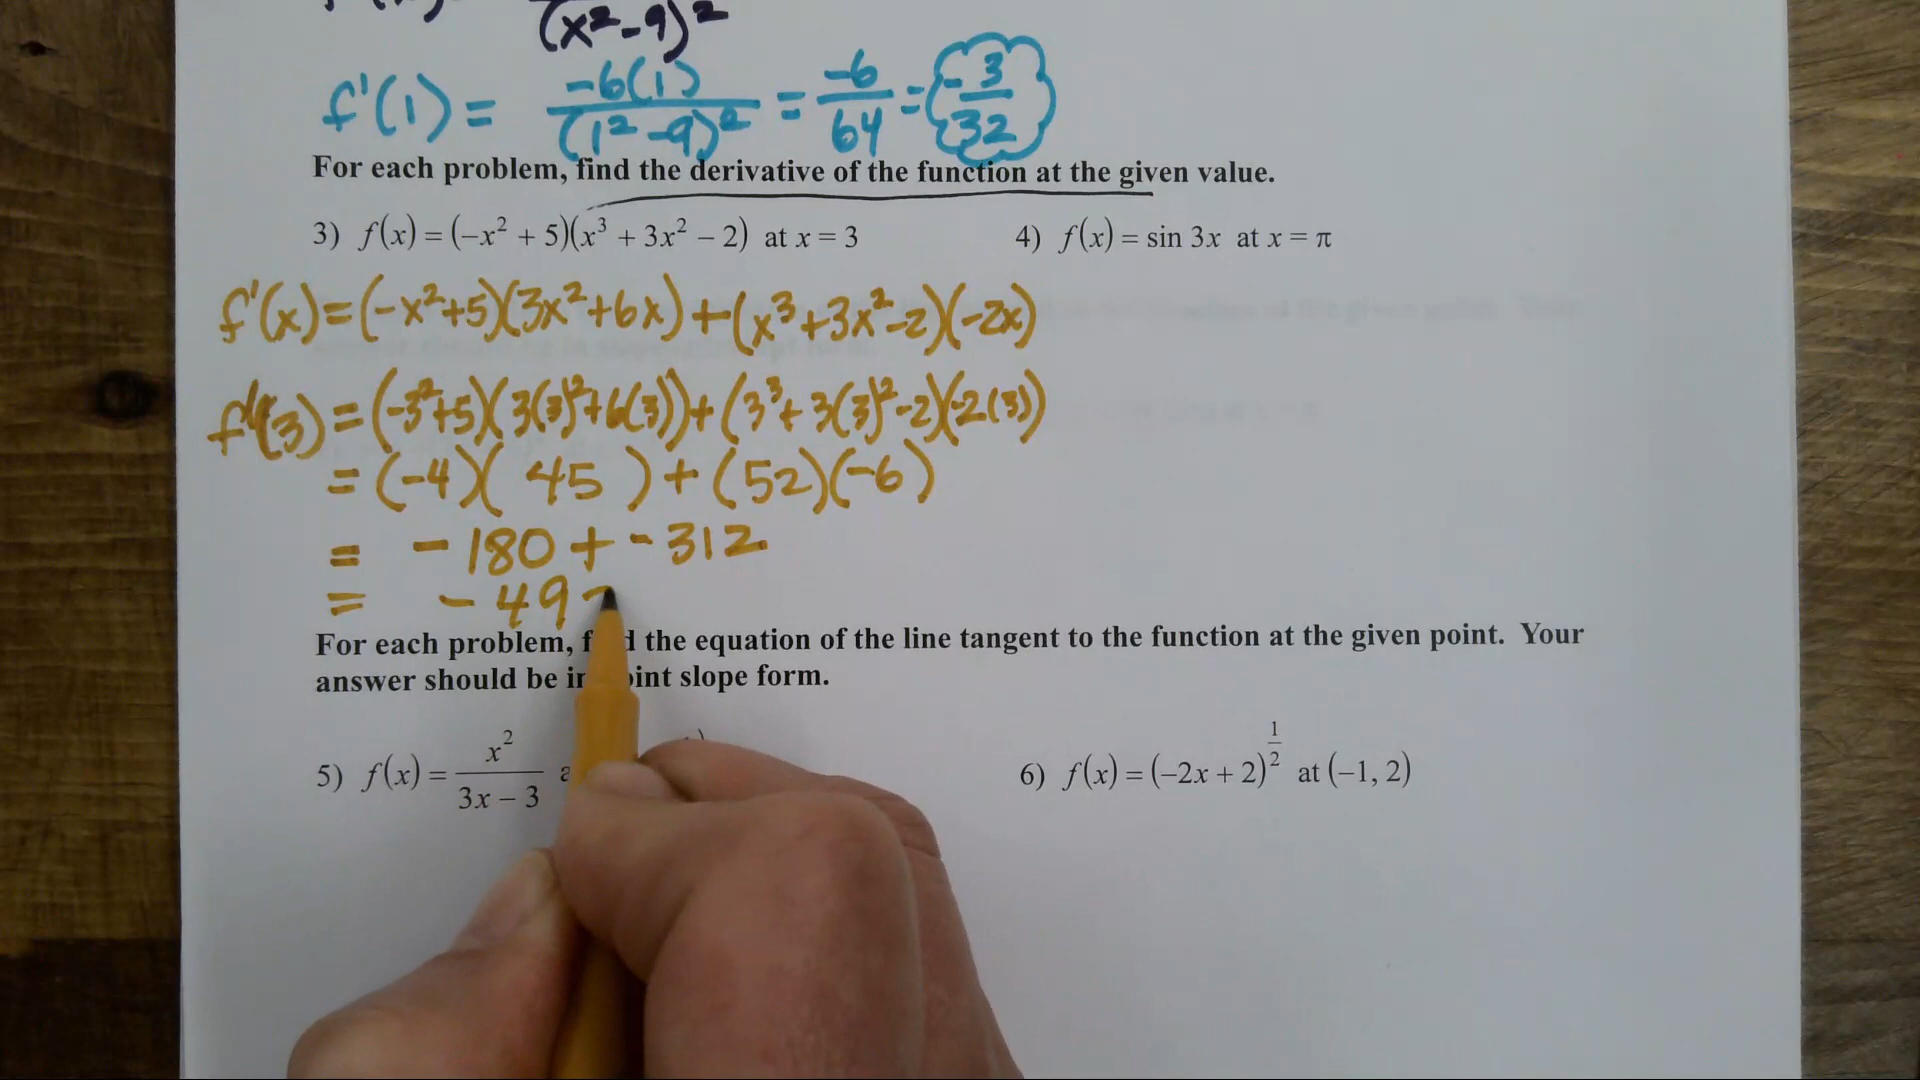 (x²-9)²
f'(1) = -6(1)/(1²-9)² = -6/64 = -3/32
For each problem, find the derivative of the function at the given value.
3) f(x) = (-x² + 5)(x³ + 3x² - 2) at x = 3
4) f(x) = sin 3x at x = π
f'(x)=(-x²+5)(3x²+6x)+(x³+3x²-2)(-2x)
f'(3)=(-3²+5)(3(3)²+6(3))+(3³+3(3)²-2)(-2(3))
= (-4)( 45 )+(52)(-6)
= -180+-312
= -49
For each problem, the equation of the line tangent to the function at the given point. Your
answer should be slope form.
5) f(x) = x²/(3x - 3)
6) f(x) = (-2x + 2)^(1/2) at (-1, 2)